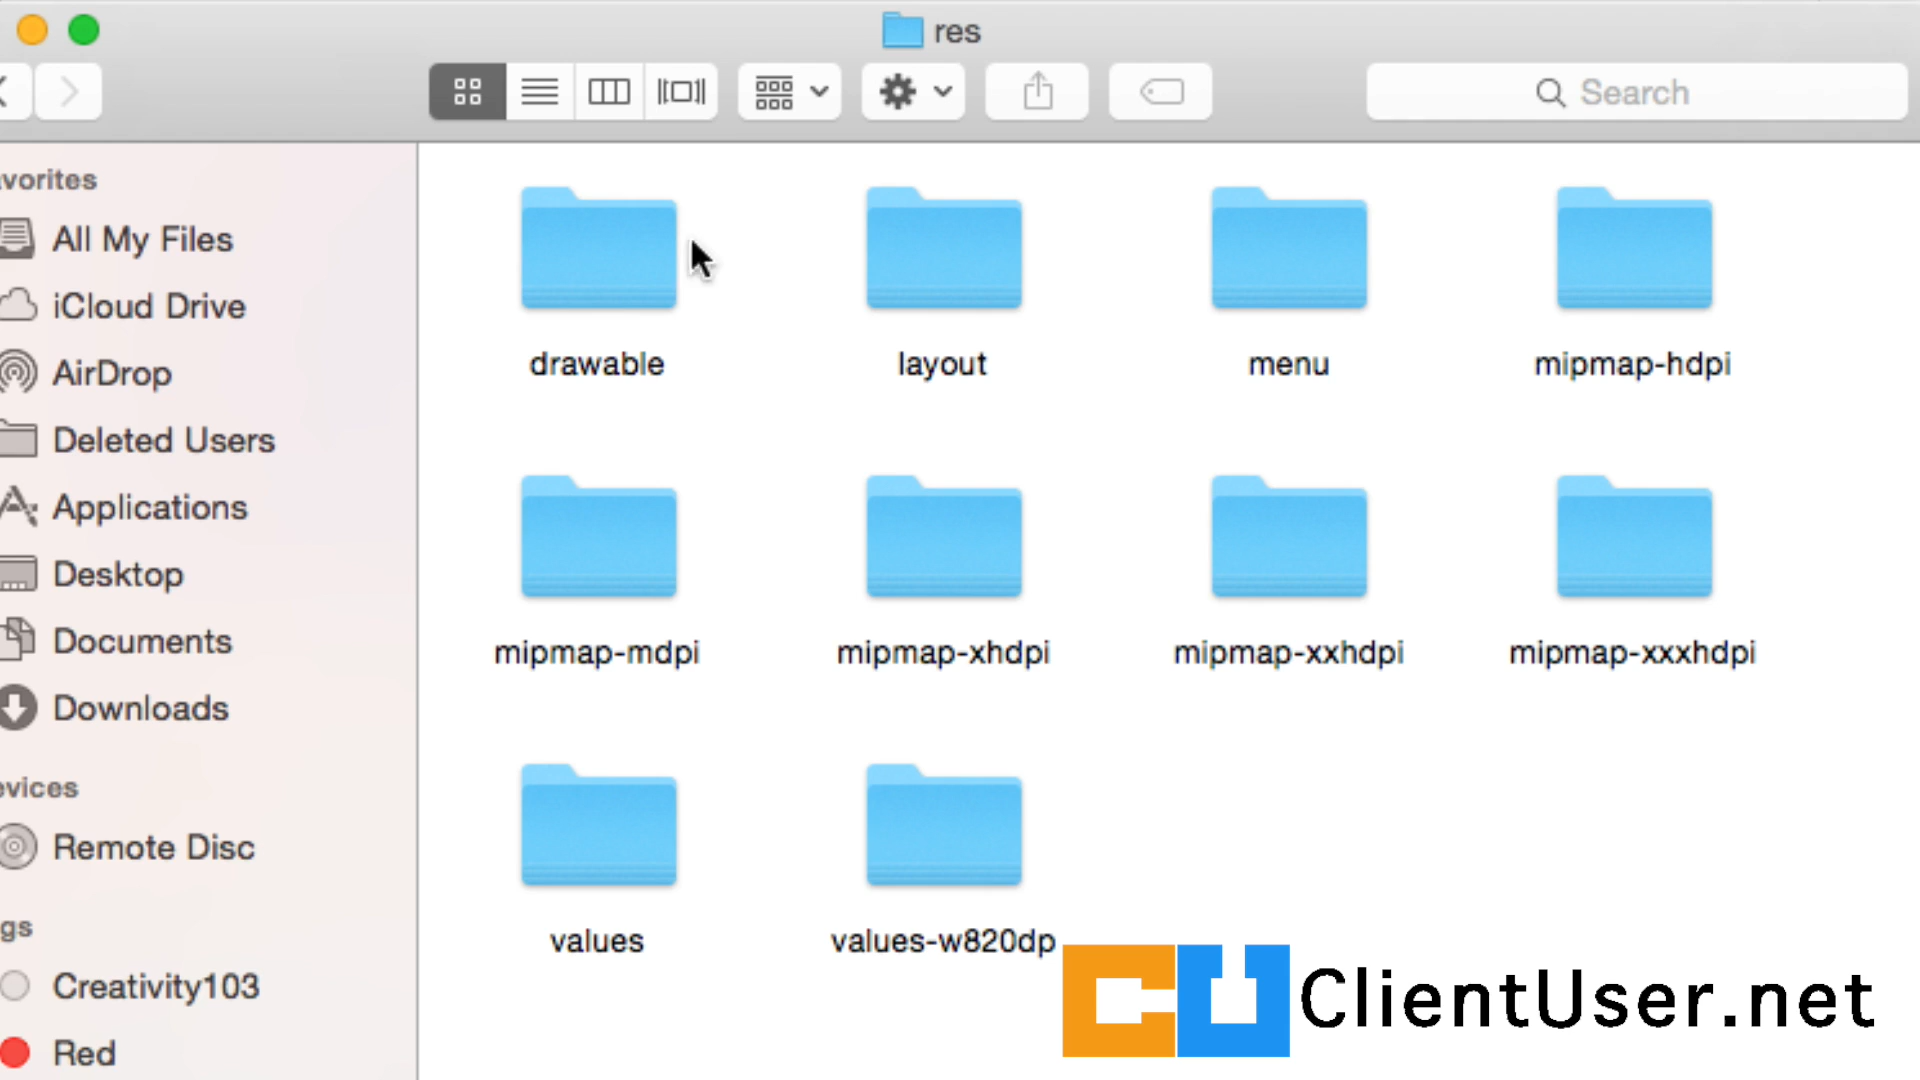 res
Search
avorites
All My Files
iCloud Drive
AirDrop
Deleted Users
Applications
Desktop
Documents
Downloads
evices
Remote Disc
gs
Creativity103
Red
drawable
layout
menu
mipmap-hdpi
mipmap-mdpi
mipmap-xhdpi
mipmap-xxhdpi
mipmap-xxxhdpi
values
values-w820dp
CU ClientUser.net